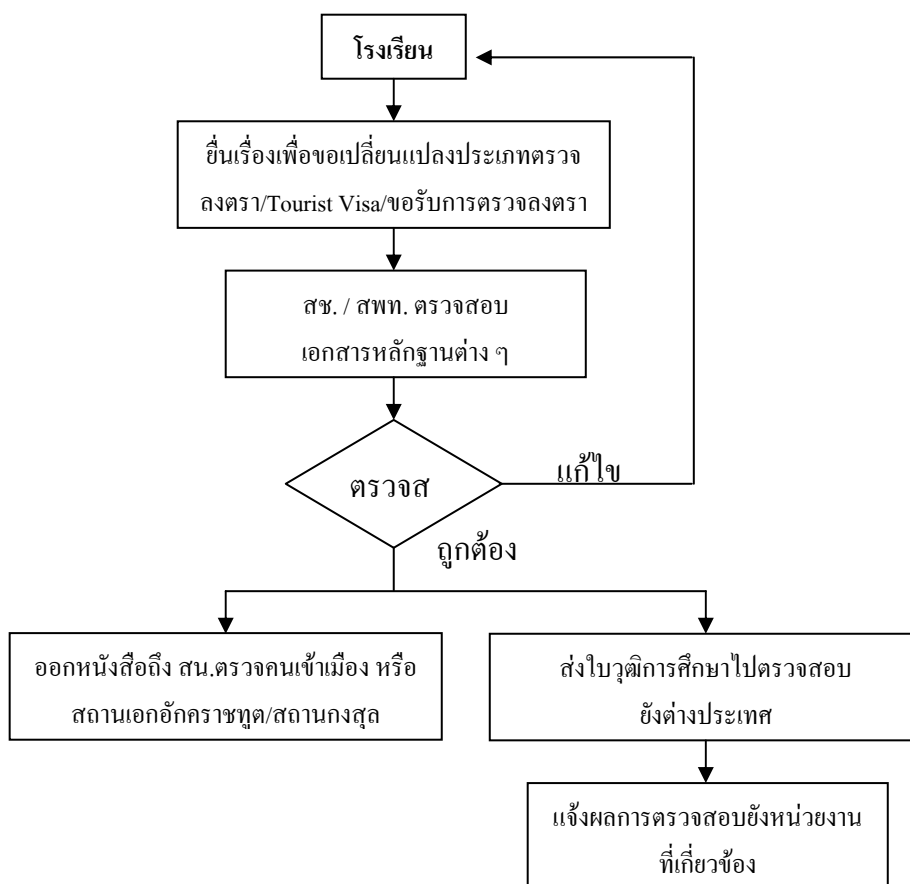 โรงเรียน
ยื่นเรื่องเพื่อขอเปลี่ยนแปลงประเภทตรวจ
ลงตรา/Tourist Visa/ขอรับการตรวจลงตรา
สช. / สพท. ตรวจสอบ
เอกสารหลักฐานต่าง ๆ
ตรวจส
แก้ไข
ถูกต้อง
ออกหนังสือถึง สน.ตรวจคนเข้าเมือง หรือ
สถานเอกอักคราชทูต/สถานกงสุล
ส่งใบวุฒิการศึกษาไปตรวจสอบ
ยังต่างประเทศ
แจ้งผลการตรวจสอบยังหน่วยงาน
ที่เกี่ยวข้อง